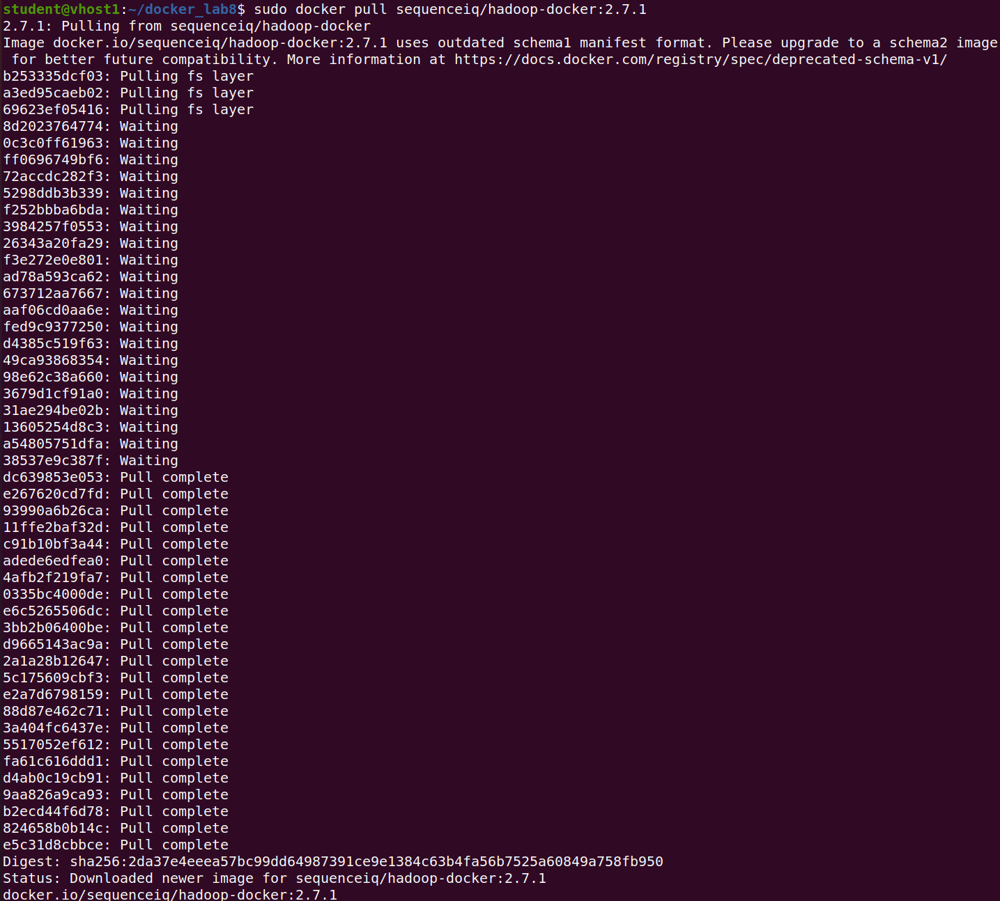 student@vhost1:~/docker_lab8$ sudo docker pull sequenceiq/hadoop-docker:2.7.1
2.7.1: Pulling from sequenceiq/hadoop-docker
Image docker.io/sequenceiq/hadoop-docker:2.7.1 uses outdated schema1 manifest format. Please upgrade to a schema2 image
 for better future compatibility. More information at https://docs.docker.com/registry/spec/deprecated-schema-v1/
b253335dcf03: Pulling fs layer
a3ed95caeb02: Pulling fs layer
69623ef05416: Pulling fs layer
8d2023764774: Waiting
0c3c0ff61963: Waiting
ff0696749bf6: Waiting
72accdc282f3: Waiting
5298ddb3b339: Waiting
f252bbba6bda: Waiting
3984257f0553: Waiting
26343a20fa29: Waiting
f3e272e0e801: Waiting
ad78a593ca62: Waiting
673712aa7667: Waiting
aaf06cd0aa6e: Waiting
fed9c9377250: Waiting
d4385c519f63: Waiting
49ca93868354: Waiting
98e62c38a660: Waiting
3679d1cf91a0: Waiting
31ae294be02b: Waiting
13605254d8c3: Waiting
a54805751dfa: Waiting
38537e9c387f: Waiting
dc639853e053: Pull complete
e267620cd7fd: Pull complete
93990a6b26ca: Pull complete
11ffe2baf32d: Pull complete
c91b10bf3a44: Pull complete
adede6edfea0: Pull complete
4afb2f219fa7: Pull complete
0335bc4000de: Pull complete
e6c5265506dc: Pull complete
3bb2b06400be: Pull complete
d9665143ac9a: Pull complete
2a1a28b12647: Pull complete
5c175609cbf3: Pull complete
e2a7d6798159: Pull complete
88d87e462c71: Pull complete
3a404fc6437e: Pull complete
5517052ef612: Pull complete
fa61c616ddd1: Pull complete
d4ab0c19cb91: Pull complete
9aa826a9ca93: Pull complete
b2ecd44f6d78: Pull complete
824658b0b14c: Pull complete
e5c31d8cbbce: Pull complete
Digest: sha256:2da37e4eeea57bc99dd64987391ce9e1384c63b4fa56b7525a60849a758fb950
Status: Downloaded newer image for sequenceiq/hadoop-docker:2.7.1
docker.io/sequenceiq/hadoop-docker:2.7.1